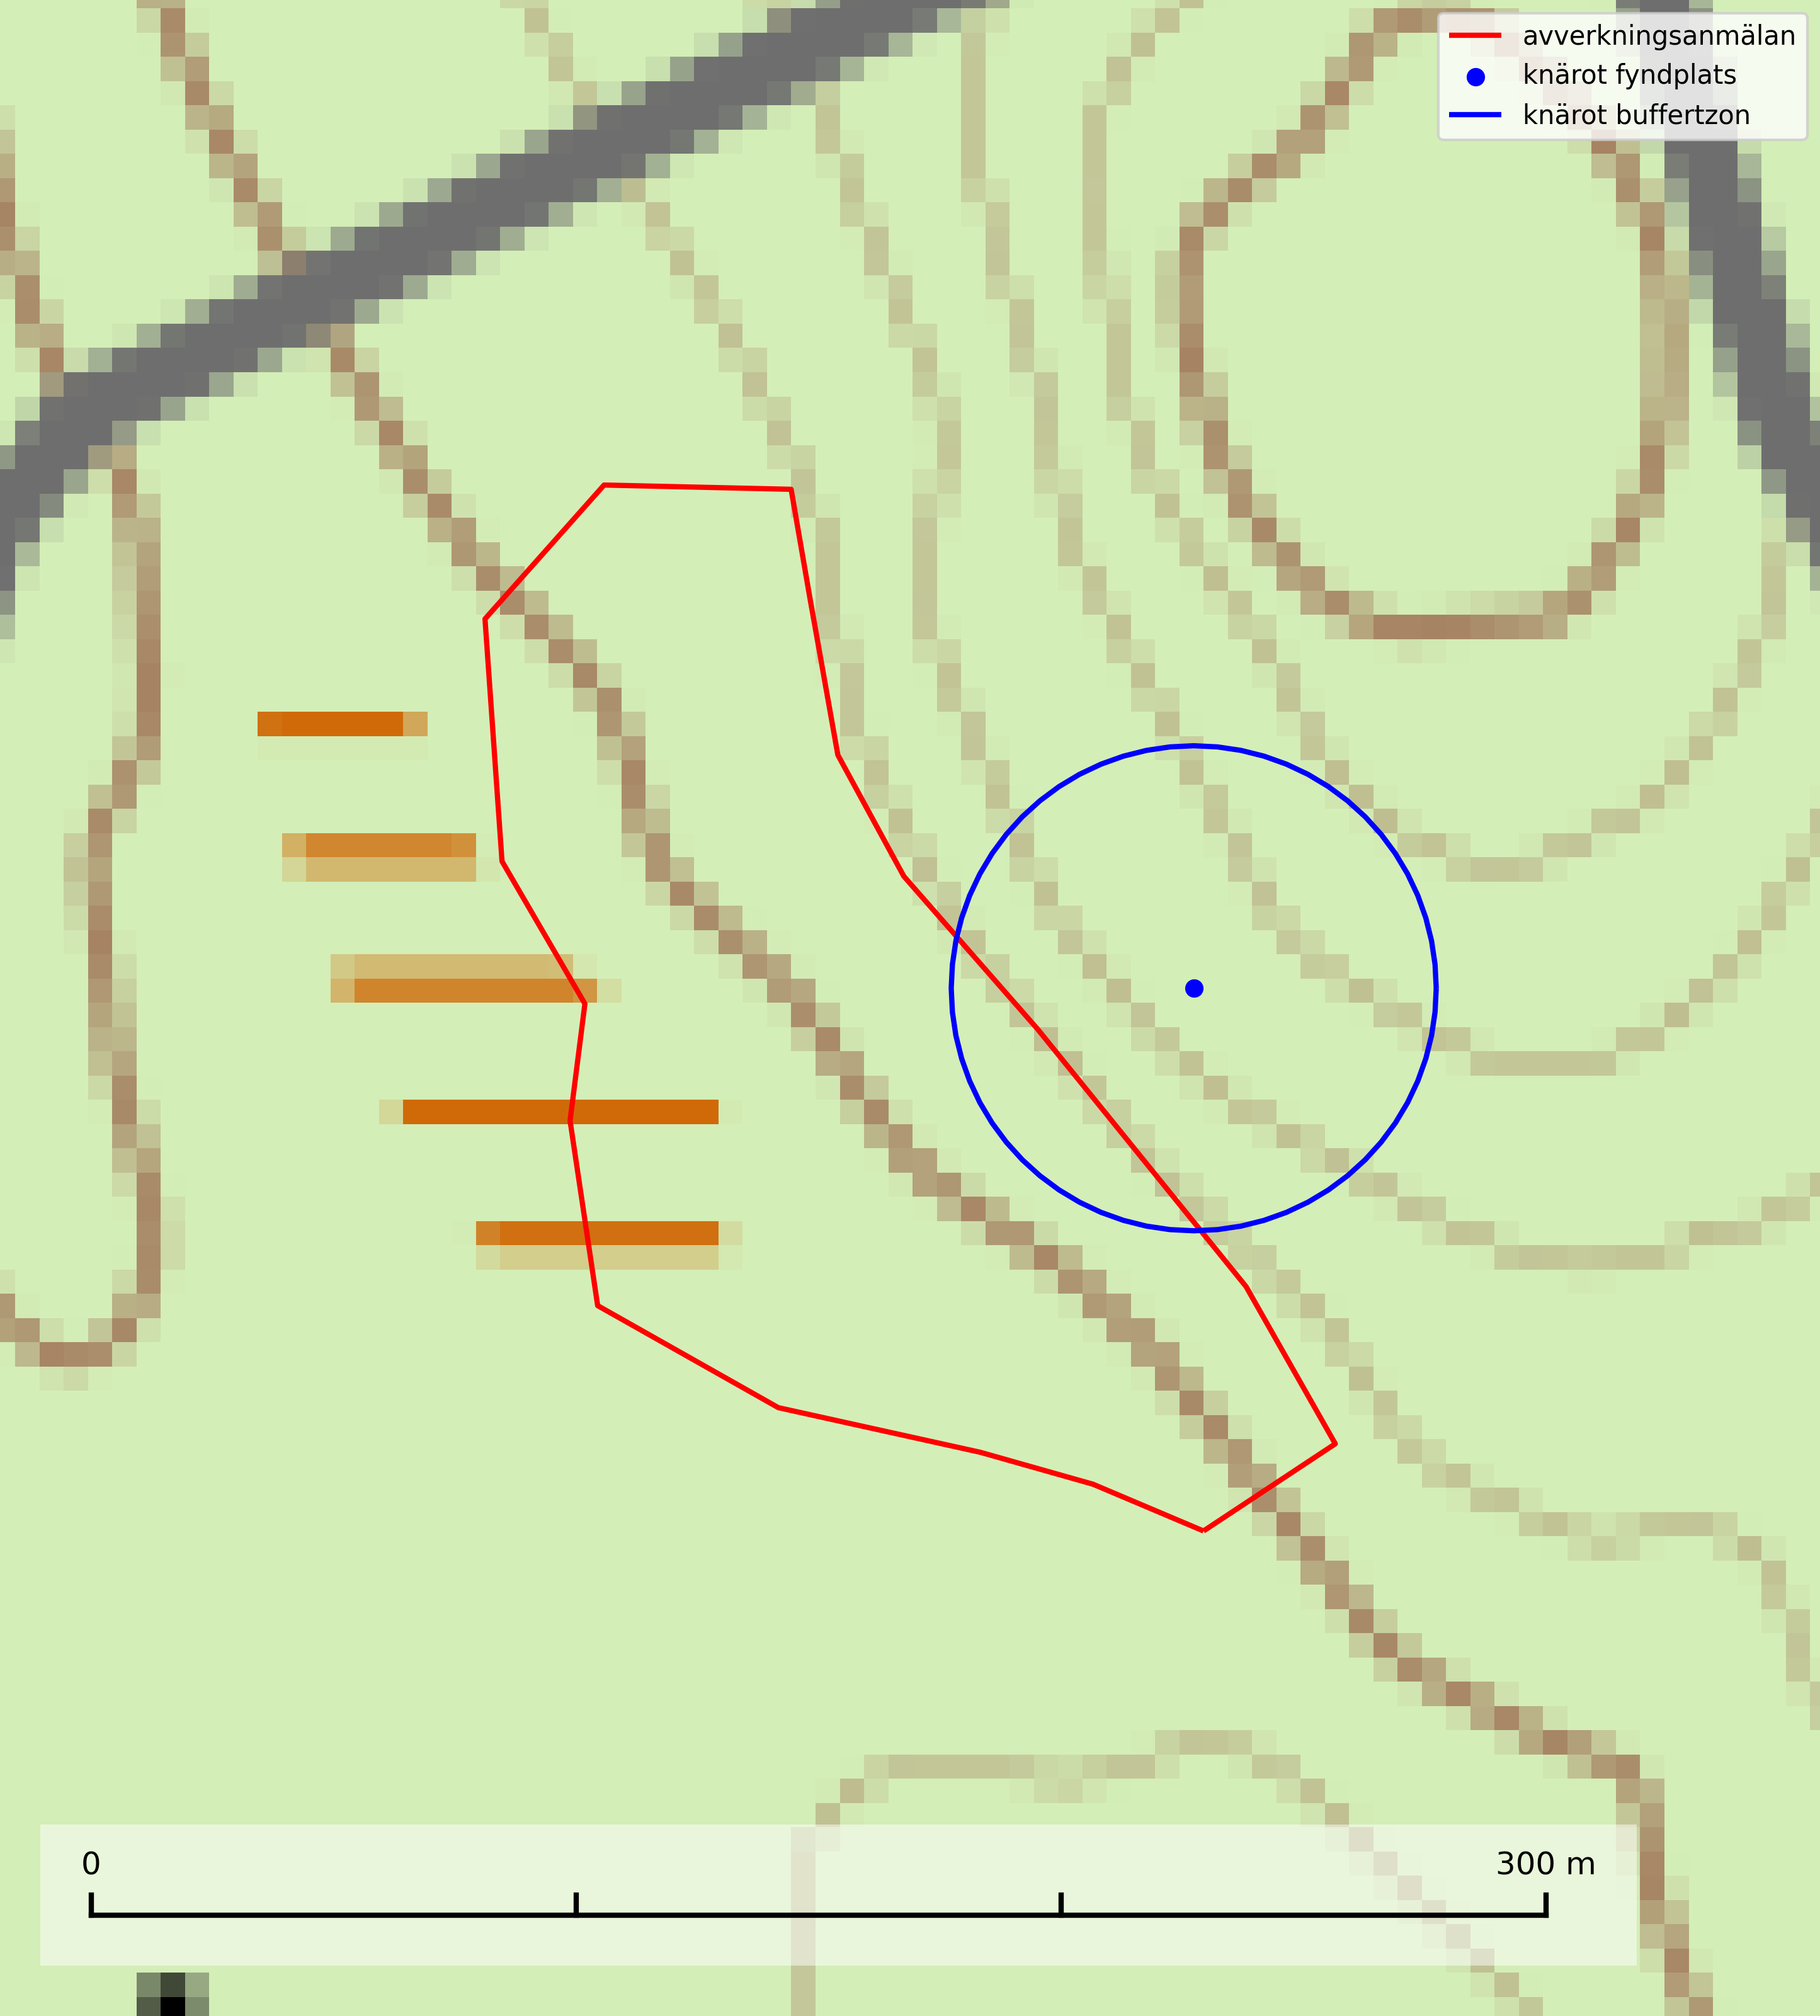 avverkningsanmälan
knärot fyndplats
knärot buffertzon
0
300 m